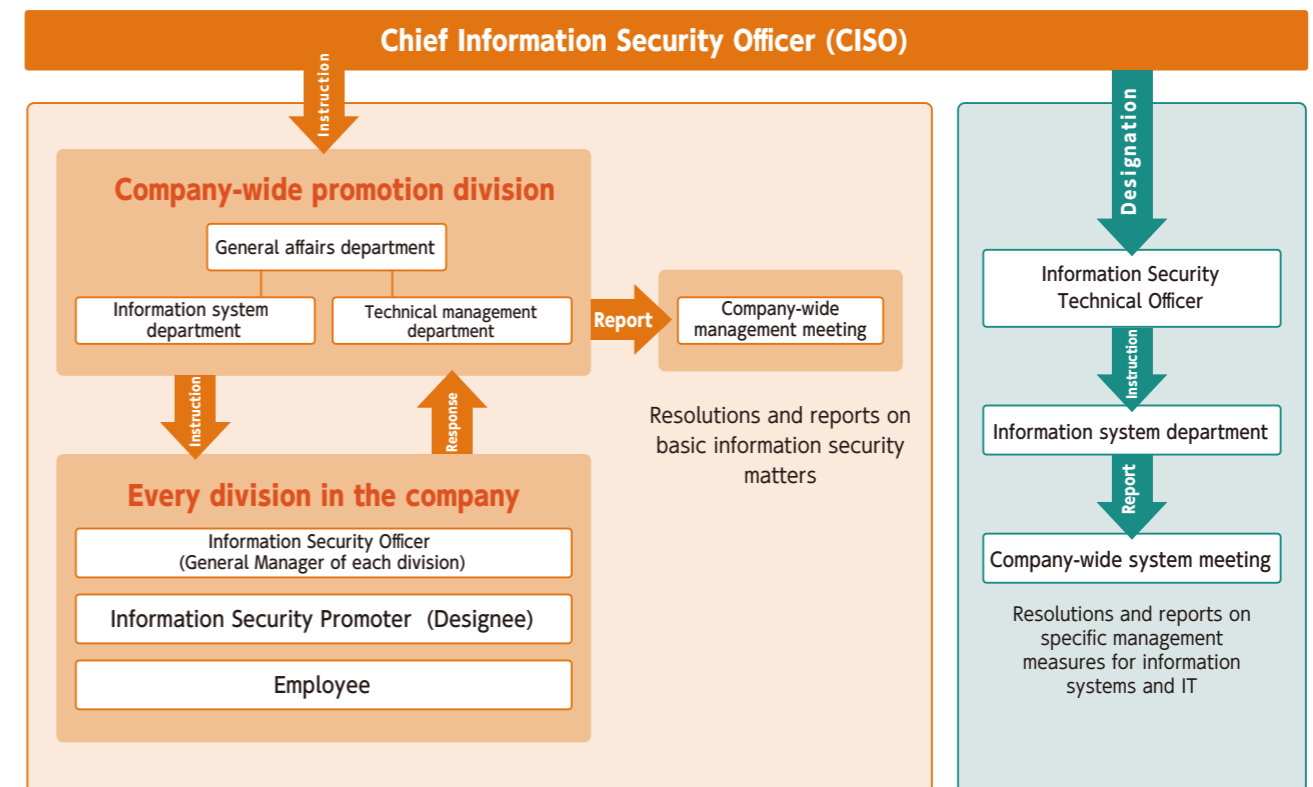 Chief Information Security Officer (CISO)
Instruction
Company-wide promotion division
General affairs department
Information system
department
Technical management
department
Report
Company-wide
management meeting
Resolutions and reports on
basic information security
matters
Instruction
Response
Every division in the company
Information Security Officer
(General Manager of each division)
Information Security Promoter (Designee)
Employee
Designation
Information Security
Technical Officer
Instruction
Information system department
Report
Company-wide system meeting
Resolutions and reports on
specific management
measures for information
systems and IT